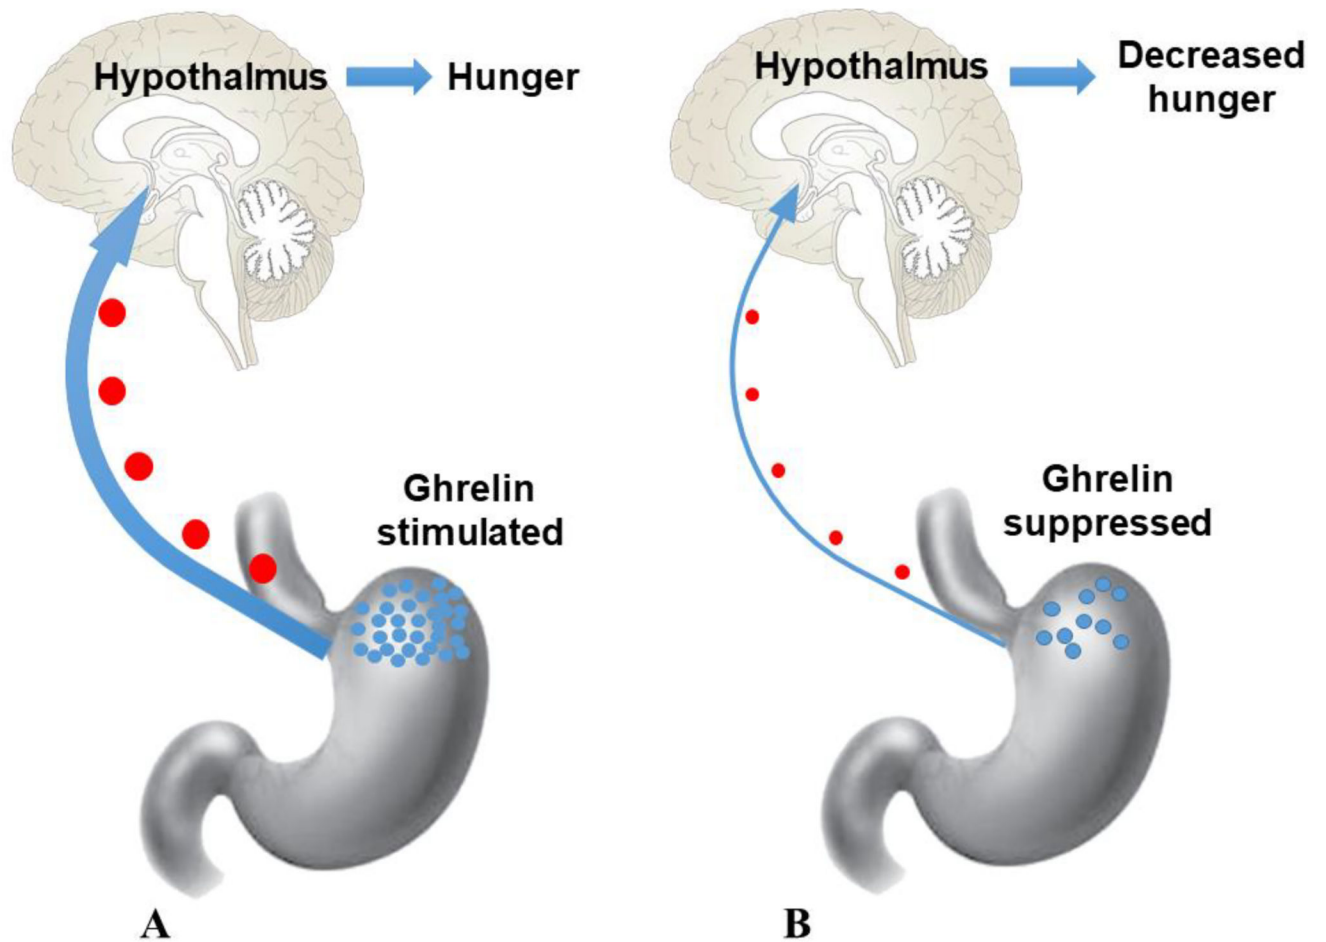 Hypothalmus
Hunger
Ghrelin
stimulated
A
Hypothalmus
Decreased
hunger
Ghrelin
suppressed
B